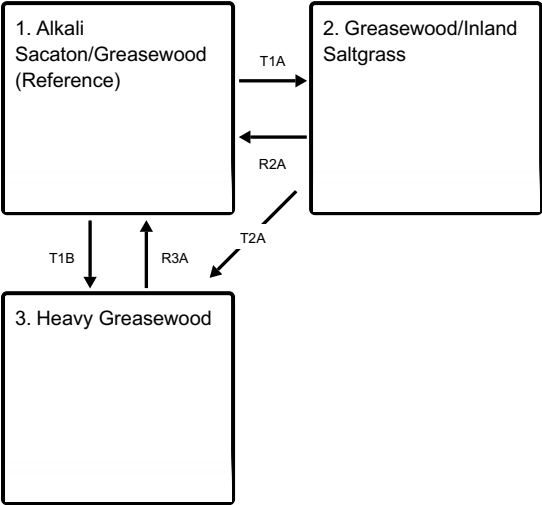 1. Alkali
Sacaton/Greasewood
(Reference)
2. Greasewood/Inland
Saltgrass
T1A
R2A
T2A
T1B
R3A
3. Heavy Greasewood